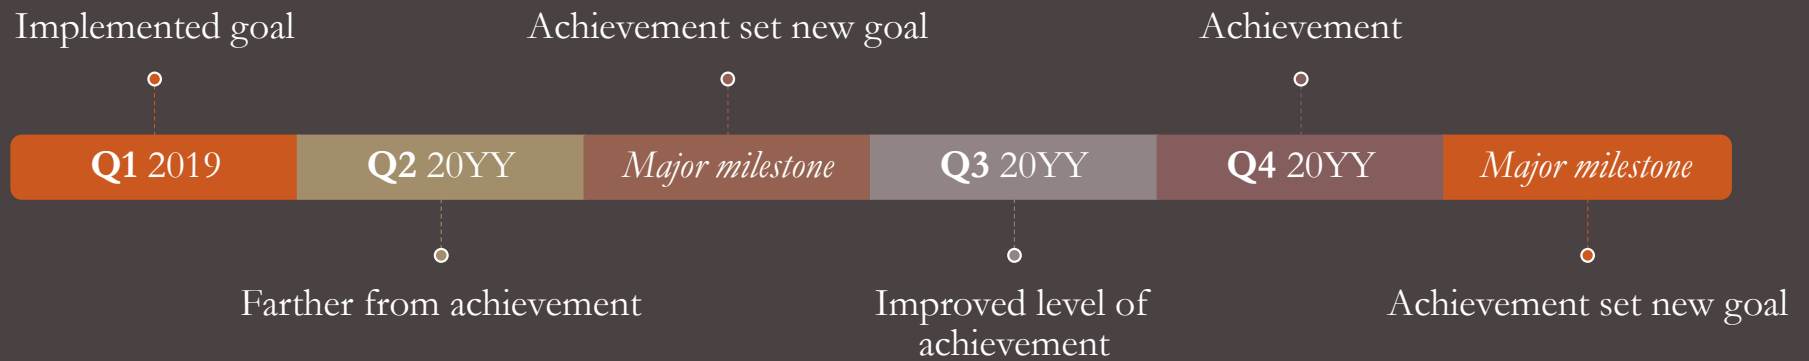 Implemented goal
Achievement set new goal
Achievement
Q1 2019
Q2 20YY
Major milestone
Q3 20YY
Q4 20YY
Major milestone
Farther from achievement
Improved level of
achievement
Achievement set new goal